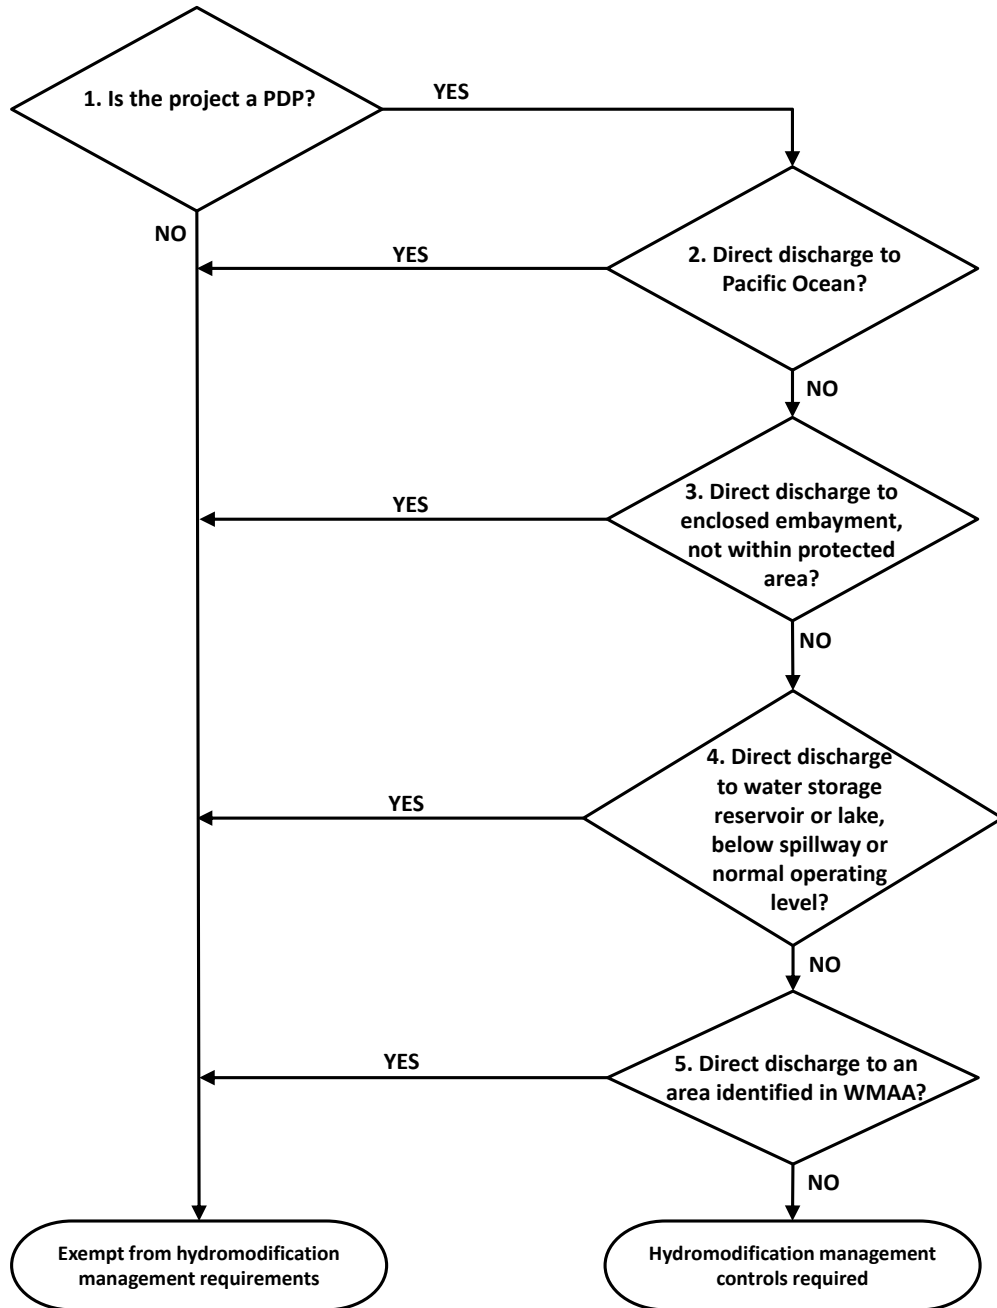 1. Is the project a PDP?
YES
NO
2. Direct discharge to
Pacific Ocean?
YES
NO
3. Direct discharge to
enclosed embayment,
not within protected
area?
YES
NO
4. Direct discharge
to water storage
reservoir or lake,
below spillway or
normal operating
level?
YES
NO
5. Direct discharge to an
area identified in WMAA?
YES
NO
Exempt from hydromodification
management requirements
Hydromodification management
controls required